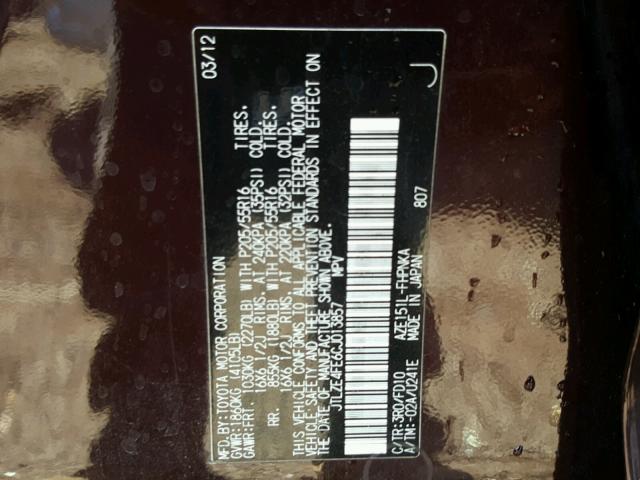 MFD.BY:TOYOTA MOTOR CORPORATION 03/12
GVWR:1860KG (4105LB)
GAWR:FRT. 1030KG (2270LB) WITH P205/55R16 TIRES.
16X6 1/2J RIMS. AT 240KPA (35PSI) COLD.
RR. 855KG (1880LB) WITH P205/55R16 TIRES.
16X6 1/2J RIMS. AT 220KPA (32PSI) COLD.
THIS VEHICLE CONFORMS TO ALL APPLICABLE FEDERAL MOTOR
VEHICLE SAFETY AND THEFT PREVENTION STANDARDS IN EFFECT ON
THE DATE OF MANUFACTURE SHOWN ABOVE.
JTLZE4FE6CJ013857 MPV
C/TR:3R0/FD10 AZE151L-FHPNKA 807
A/TM:-02A/U241E MADE IN JAPAN
J